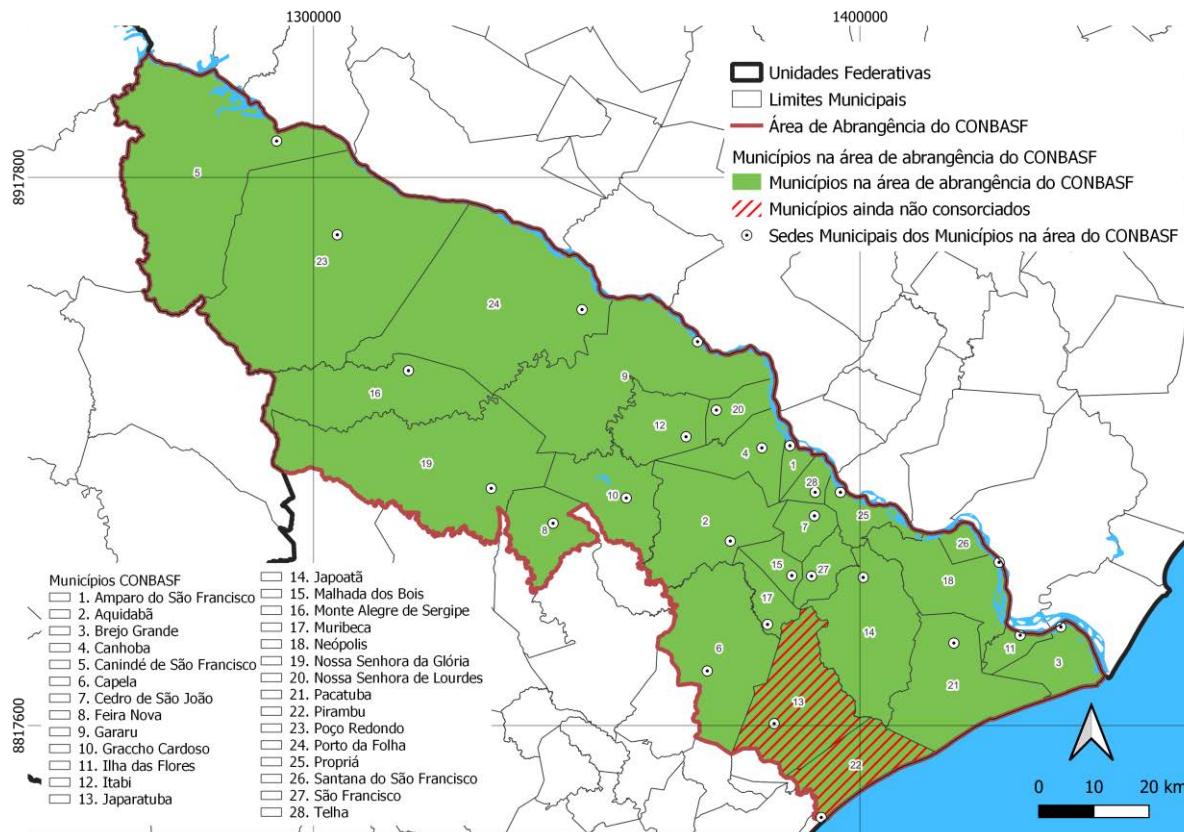 1300000
1400000
8917800
8817600
Unidades Federativas
Limites Municipais
Área de Abrangência do CONBASF
Municípios na área de abrangência do CONBASF
Municípios na área de abrangência do CONBASF
Municípios ainda não consorciados
Sedes Municipais dos Municípios na área do CONBASF
5
23
24
9
16
20
12
19
4
1
10
28
25
2
8
7
26
15
27
18
17
14
11
3
6
21
13
22
Municípios CONBASF
1. Amparo do São Francisco
2. Aquidabã
3. Brejo Grande
4. Canhoba
5. Canindé de São Francisco
6. Capela
7. Cedro de São João
8. Feira Nova
9. Gararu
10. Graccho Cardoso
11. Ilha das Flores
12. Itabi
13. Japaratuba
14. Japoatã
15. Malhada dos Bois
16. Monte Alegre de Sergipe
17. Muribeca
18. Neópolis
19. Nossa Senhora da Glória
20. Nossa Senhora de Lourdes
21. Pacatuba
22. Pirambu
23. Poço Redondo
24. Porto da Folha
25. Propriá
26. Santana do São Francisco
27. São Francisco
28. Telha
0 10 20 km